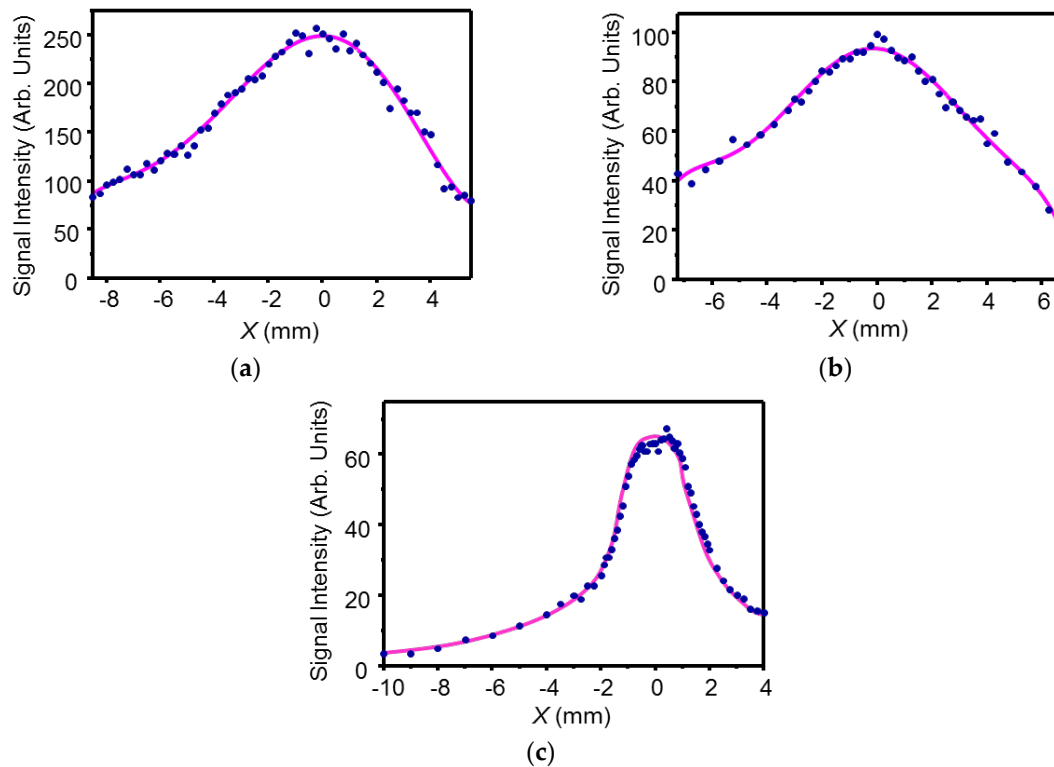 Signal Intensity (Arb. Units)
250
200
150
100
50
0
-8 -6 -4 -2 0 2 4
X (mm)
(a)
Signal Intensity (Arb. Units)
100
80
60
40
20
0
-6 -4 -2 0 2 4 6
X (mm)
(b)
Signal Intensity (Arb. Units)
60
40
20
0
-10 -8 -6 -4 -2 0 2 4
X (mm)
(c)